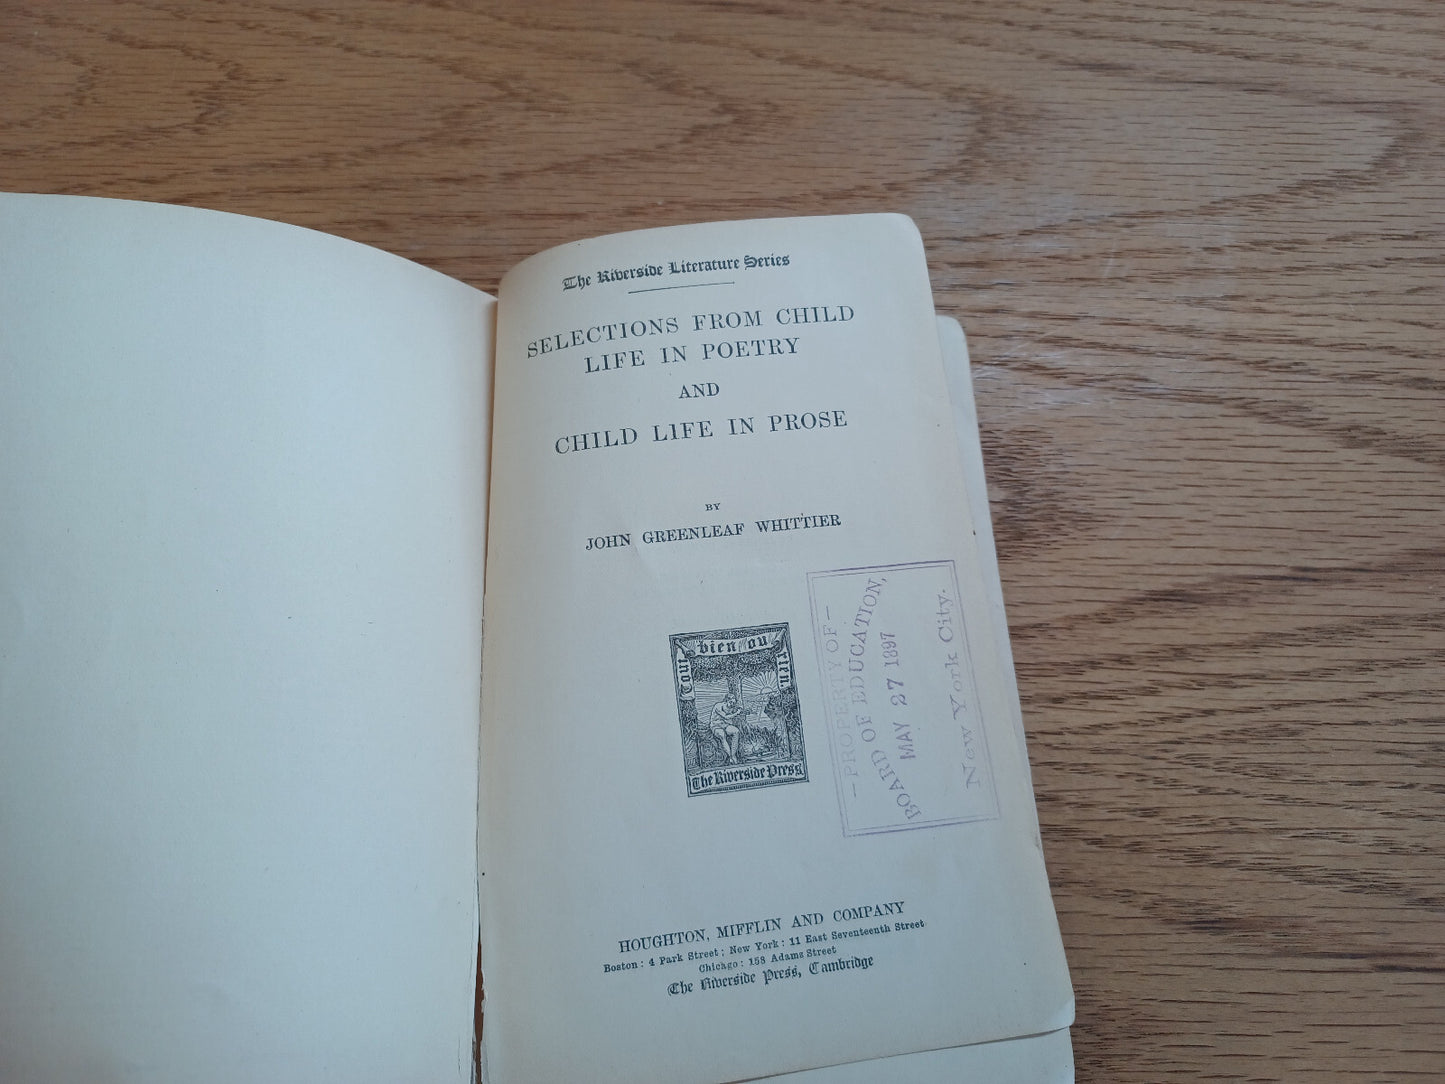 The Riverside Literature Series
SELECTIONS FROM CHILD
LIFE IN POETRY
AND
CHILD LIFE IN PROSE
BY
JOHN GREENLEAF WHITTIER
Tout bien ou rien.
The Riverside Press
—PROPERTY OF—
BOARD OF EDUCATION,
MAY 27 1897
New York City.
HOUGHTON, MIFFLIN AND COMPANY
Boston: 4 Park Street; New York: 11 East Seventeenth Street
Chicago: 158 Adams Street
The Riverside Press, Cambridge